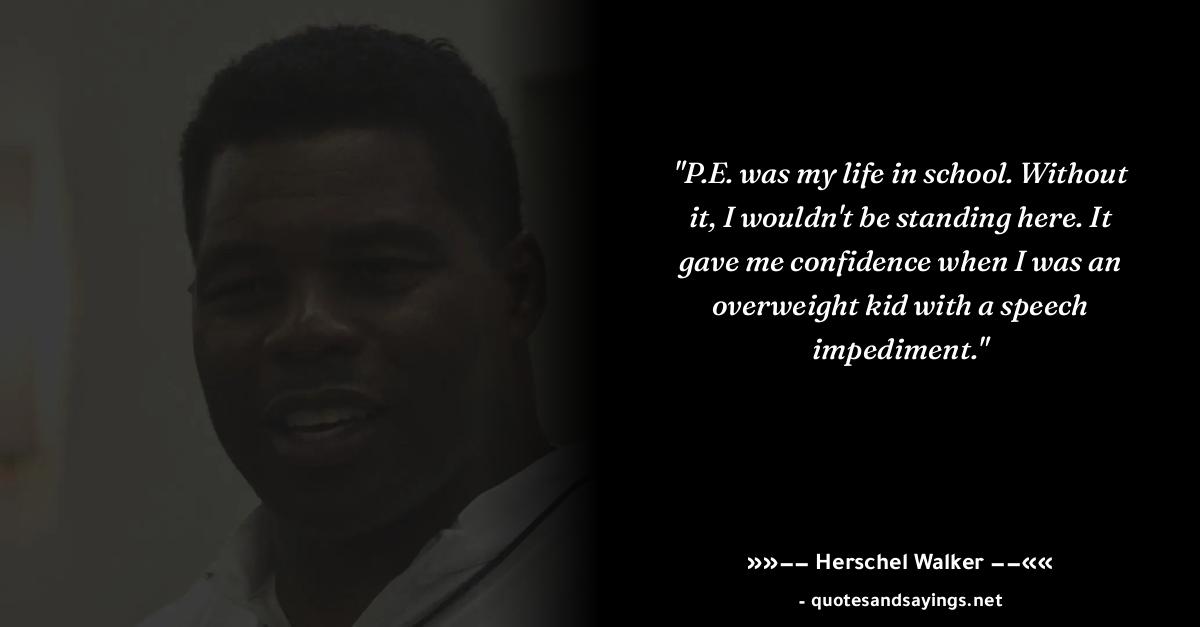 "P.E. was my life in school. Without
it, I wouldn't be standing here. It
gave me confidence when I was an
overweight kid with a speech
impediment."
»»−− Herschel Walker −−««
- quotesandsayings.net